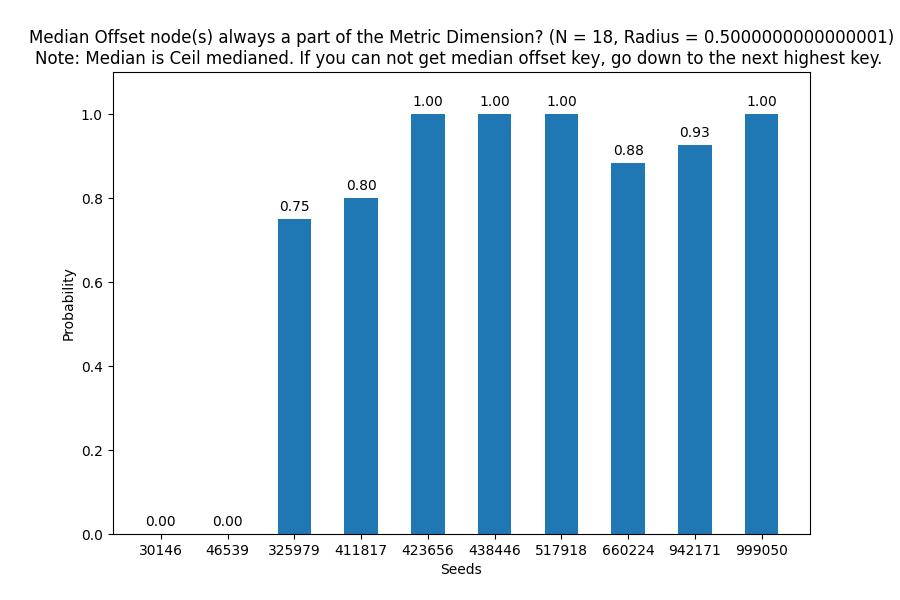 Median Offset node(s) always a part of the Metric Dimension? (N = 18, Radius = 0.5000000000000001)
Note: Median is Ceil medianed. If you can not get median offset key, go down to the next highest key.
1.00 1.00 1.00 1.00
1.0
0.93
0.88
0.80
0.8
0.75
Probability
0.6
0.4
0.2
0.00 0.00
0.0
30146 46539 325979 411817 423656 438446 517918 660224 942171 999050
Seeds